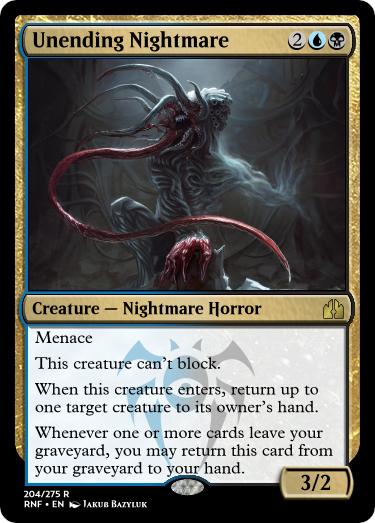 Unending Nightmare 2
Creature — Nightmare Horror
Menace
This creature can't block.
When this creature enters, return up to
one target creature to its owner's hand.
Whenever one or more cards leave your
graveyard, you may return this card from
your graveyard to your hand.
3/2
204/275 R
RNF • EN Jakub Bazyluk